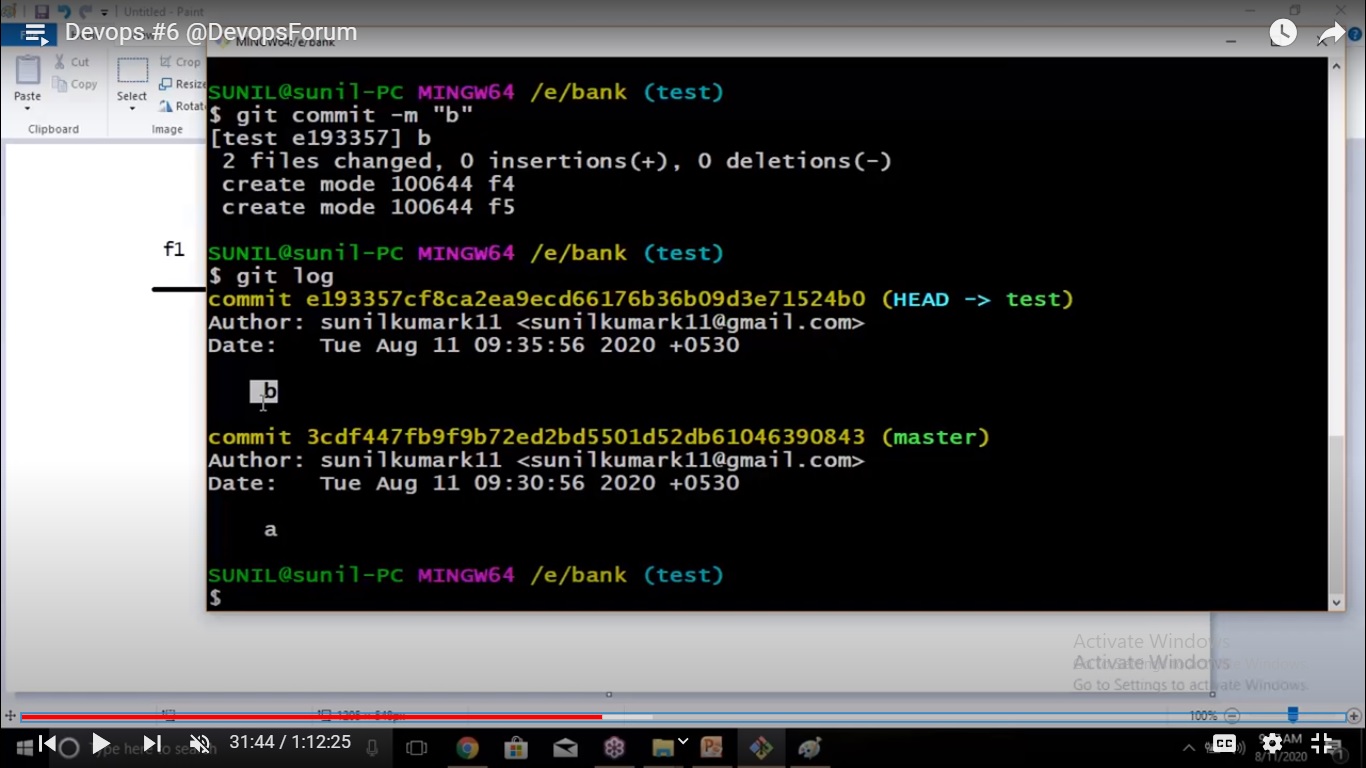 Untitled - Paint
Devops #6 @DevopsForum
MINGW64:/e/bank
Cut
Copy
Paste
Clipboard
Crop
Resize
Rotat
Select
Image
f1
SUNIL@sunil-PC MINGW64 /e/bank (test)
$ git commit -m "b"
[test e193357] b
2 files changed, 0 insertions(+), 0 deletions(-)
create mode 100644 f4
create mode 100644 f5
SUNIL@sunil-PC MINGW64 /e/bank (test)
$ git log
commit e193357cf8ca2ea9ecd66176b36b09d3e71524b0 (HEAD -> test)
Author: sunilkumark11 <sunilkumark11@gmail.com>
Date:   Tue Aug 11 09:35:56 2020 +0530
b
commit 3cdf447fb9f9b72ed2bd5501d52db61046390843 (master)
Author: sunilkumark11 <sunilkumark11@gmail.com>
Date:   Tue Aug 11 09:30:56 2020 +0530
a
SUNIL@sunil-PC MINGW64 /e/bank (test)
$
Activate Windows
Activate Windows
Go to Settings to activate Windows.
100%
Type here to search
31:44 / 1:12:25
CC
AM
8/11/2020